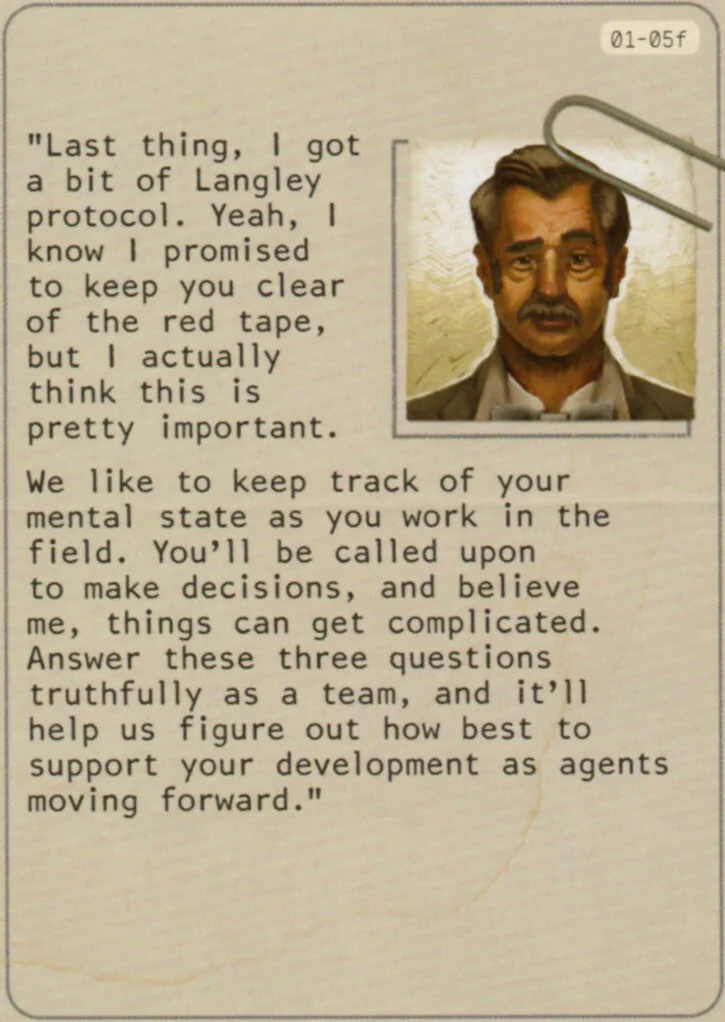 01-05f
"Last thing, I got
a bit of Langley
protocol. Yeah, I
know I promised
to keep you clear
of the red tape,
but I actually
think this is
pretty important.
We like to keep track of your
mental state as you work in the
field. You'll be called upon
to make decisions, and believe
me, things can get complicated.
Answer these three questions
truthfully as a team, and it'll
help us figure out how best to
support your development as agents
moving forward."